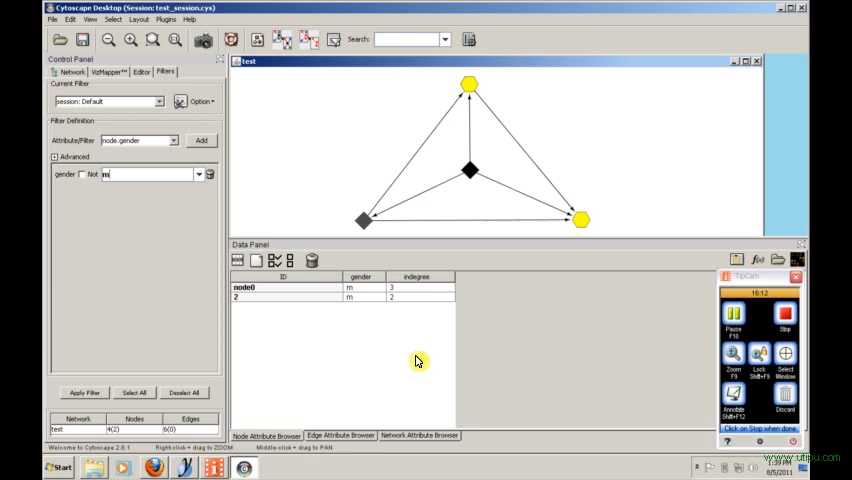 Cytoscape Desktop (Session: test_session.cys)
File Edit View Select Layout Plugins Help
Search:
Control Panel
Network VizMapper™ Editor Filters
Current Filter
session: Default Option
Filter Definition
Attribute/Filter node.gender Add
Advanced
gender Not m
Apply Filter Select All Deselect All
Network Nodes Edges
test 4(2) 6(0)
test
Data Panel
ID gender indegree
node0 m 3
2 m 2
Node Attribute Browser Edge Attribute Browser Network Attribute Browser
Welcome to Cytoscape 2.8.1 Right-click + drag to ZOOM Middle-click + drag to PAN
TipCam
16:12
Pause F10
Stop
Zoom F9
Lock Shift+F9
Select Window
Annotate Shift+F12
Discard
Click on Stop when done
Start
1:39 PM
8/5/2011
www.utipu.com